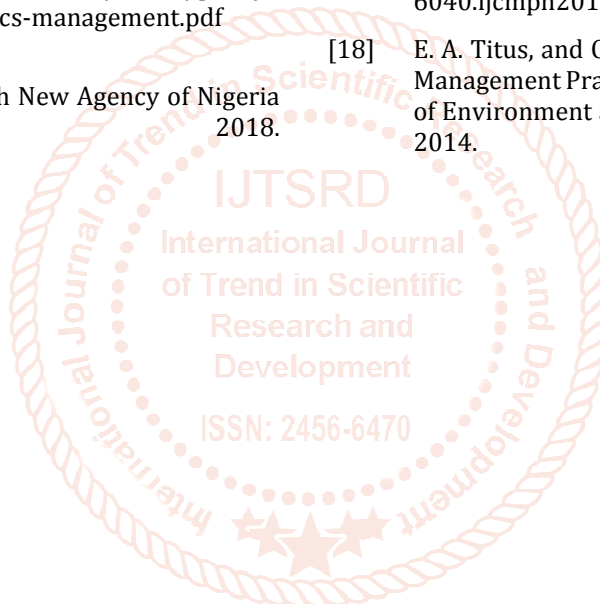 cs-management.pdf
h New Agency of Nigeria
2018.
6040.ijcmph201
[18] E. A. Titus, and O
Management Pra
of Environment a
2014.
International Journal of Trend in Scientific Research and Development
IJTSRD
International Journal
of Trend in Scientific
Research and
Development
ISSN: 2456-6470